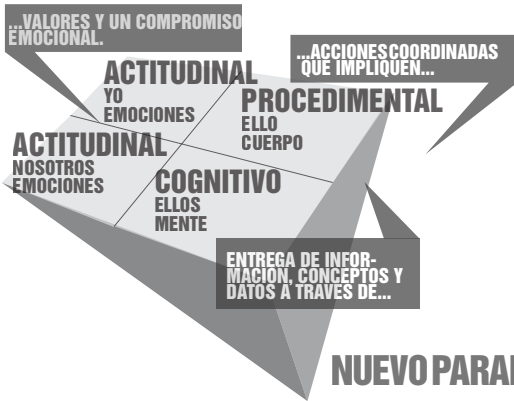 ...VALORES Y UN COMPROMISO
EMOCIONAL.
...ACCIONES COORDINADAS
QUE IMPLIQUEN...
ACTITUDINAL
YO
EMOCIONES
PROCEDIMENTAL
ELLO
CUERPO
ACTITUDINAL
NOSOTROS
EMOCIONES
COGNITIVO
ELLOS
MENTE
ENTREGA DE INFOR-
MACIÓN, CONCEPTOS Y
DATOS A TRAVÉS DE...
NUEVO